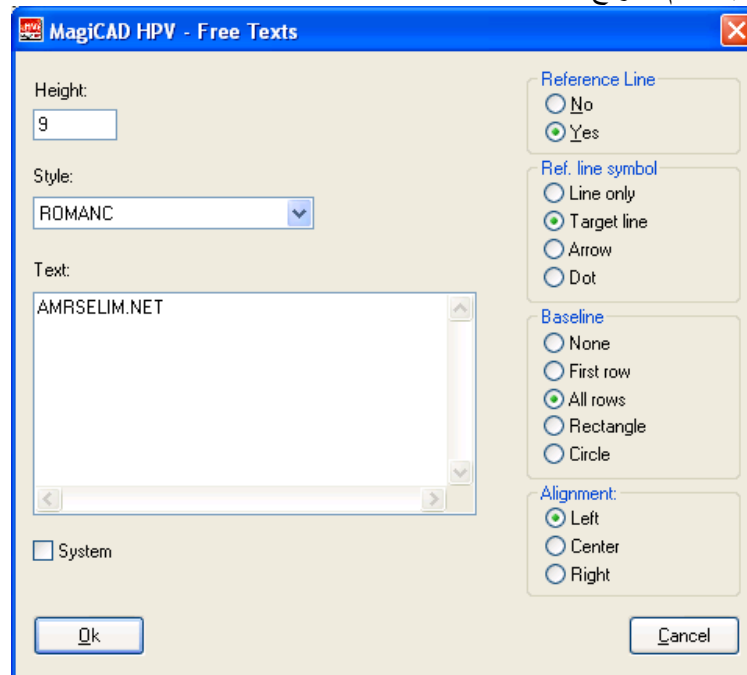 MagiCAD HPV - Free Texts
Height:
9
Style:
ROMANC
Text:
AMRSELIM.NET
System
Ok
Reference Line
No
Yes
Ref. line symbol
Line only
Target line
Arrow
Dot
Baseline
None
First row
All rows
Rectangle
Circle
Alignment:
Left
Center
Right
Cancel